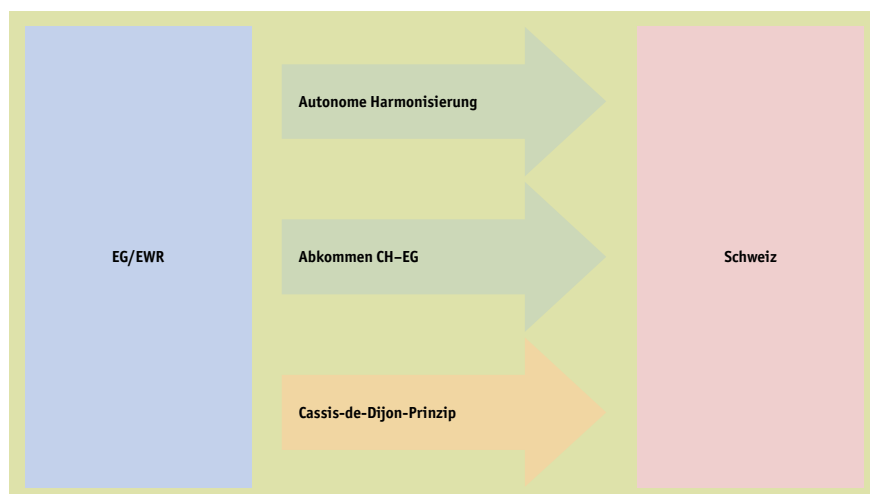 Autonome Harmonisierung
EG/EWR
Abkommen CH–EG
Schweiz
Cassis-de-Dijon-Prinzip